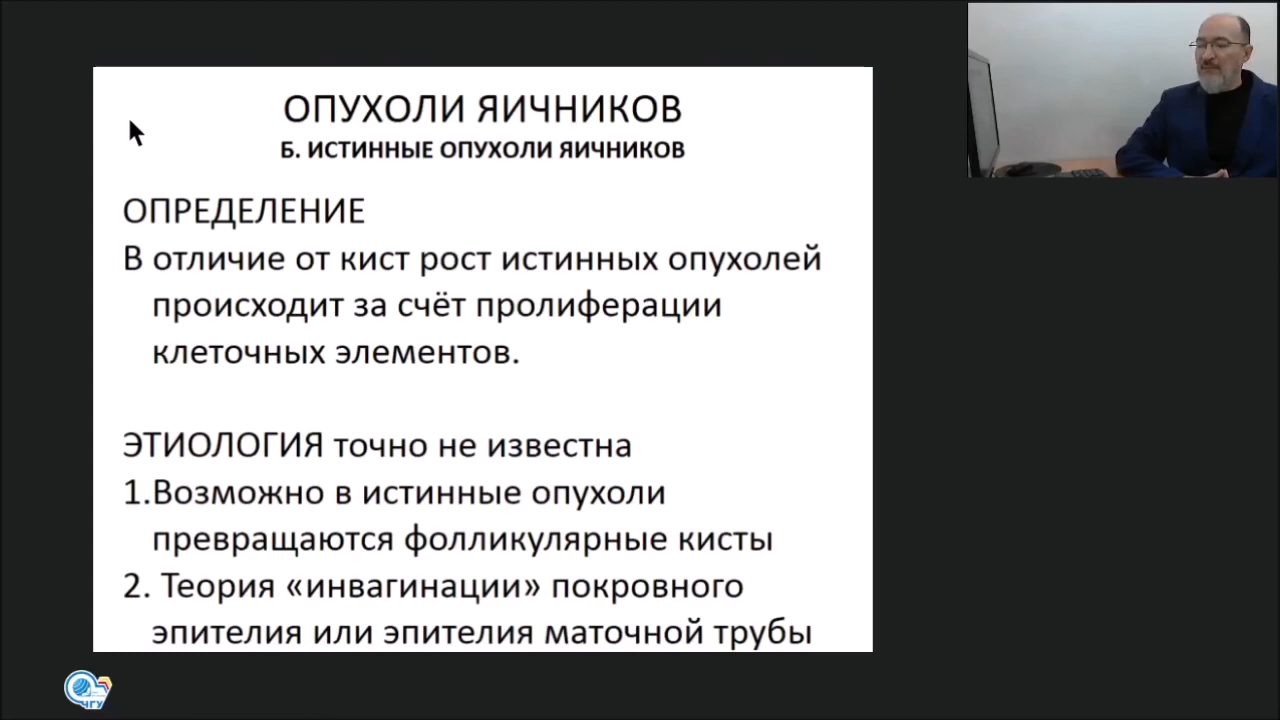 ОПУХОЛИ ЯИЧНИКОВ
Б. ИСТИННЫЕ ОПУХОЛИ ЯИЧНИКОВ
ОПРЕДЕЛЕНИЕ
В отличие от кист рост истинных опухолей
происходит за счёт пролиферации
клеточных элементов.
ЭТИОЛОГИЯ точно не известна
1.Возможно в истинные опухоли
превращаются фолликулярные кисты
2. Теория «инвагинации» покровного
эпителия или эпителия маточной трубы
ЧГУ